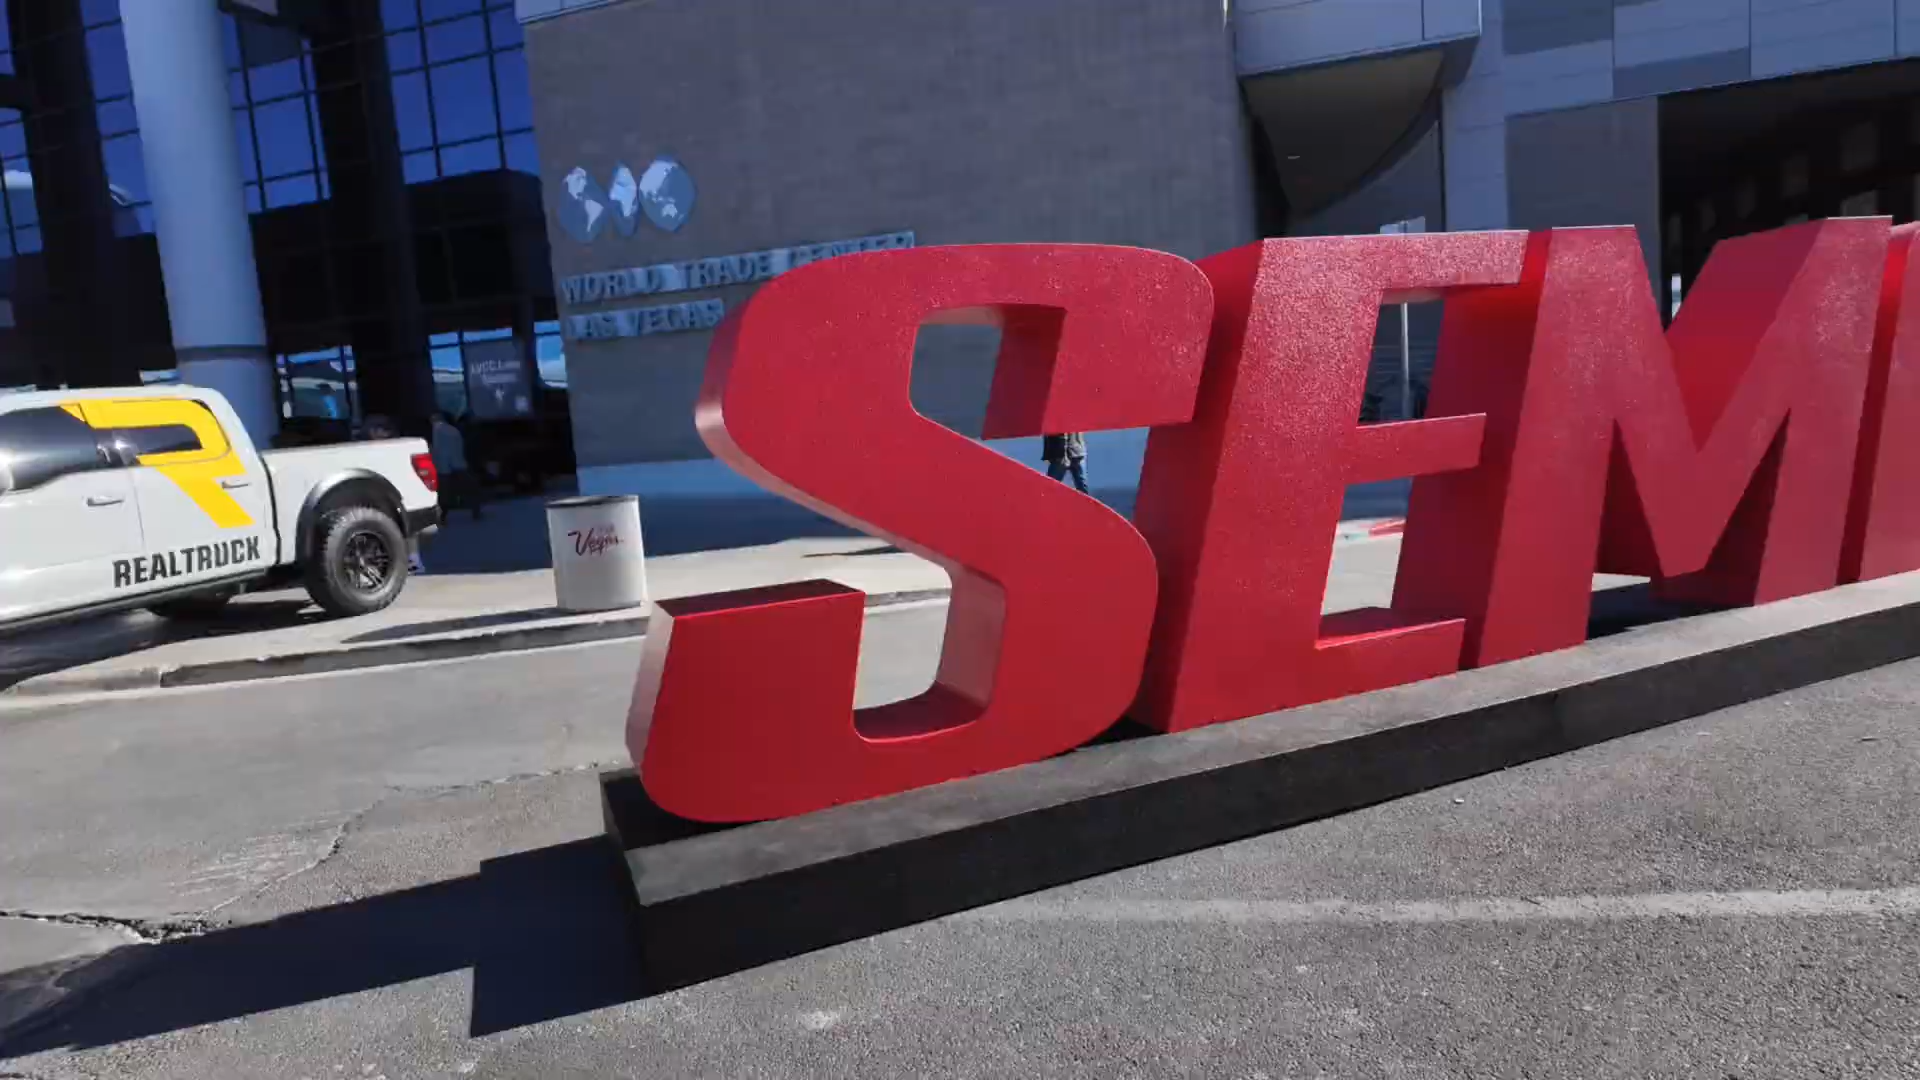 WORLD TRADE CENTER
LAS VEGAS
SEM
REALTRUCK
Vegas